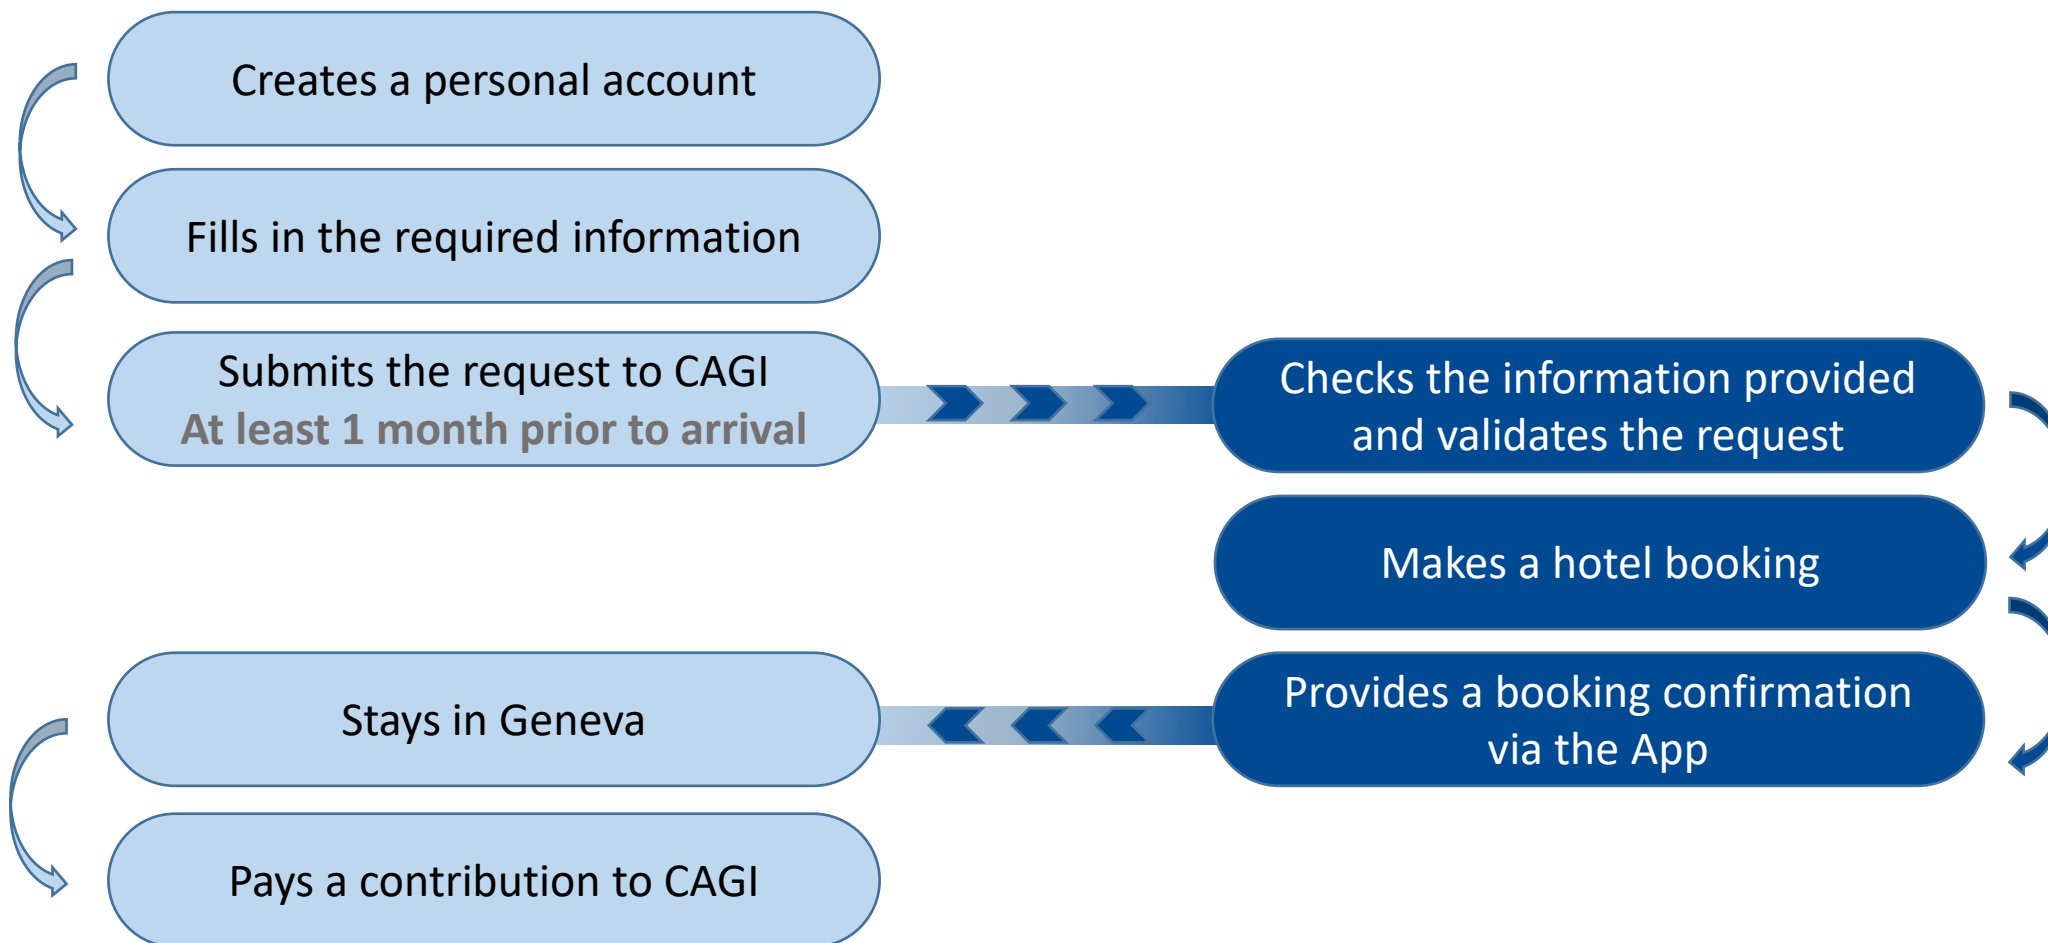 Creates a personal account
Fills in the required information
Submits the request to CAGI
At least 1 month prior to arrival
Checks the information provided
and validates the request
Makes a hotel booking
Provides a booking confirmation
via the App
Stays in Geneva
Pays a contribution to CAGI